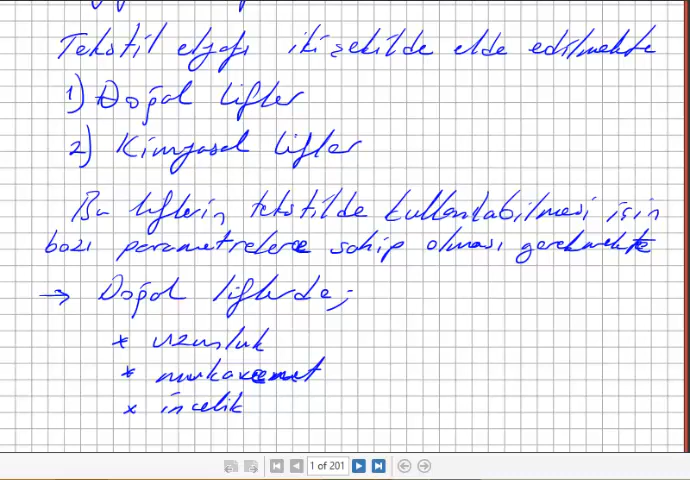 Tekstil elyafı iki şekilde elde edilmekte
1) Doğal lifler
2) Kimyasal lifler
Bu liflerin tekstilde kullanılabilmesi için
bazı parametrelere sahip olması gerekmekte
→ Doğal liflerde;
* uzunluk
* mukavemet
* incelik
1 of 201